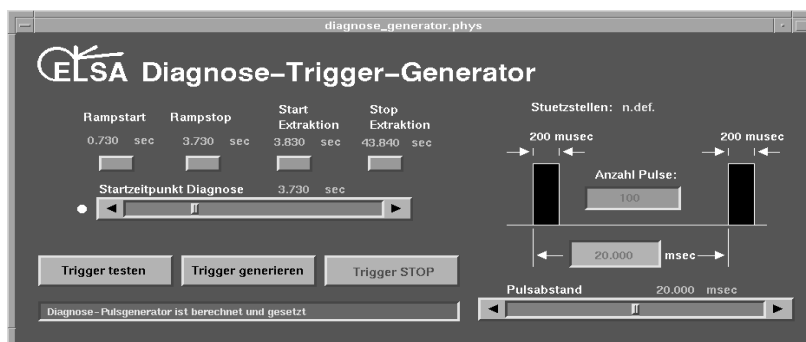 diagnose_generator.phys
ELSA Diagnose-Trigger-Generator
Rampstart
0.730 sec
Rampstop
3.730 sec
Start
Extraktion
3.830 sec
Stop
Extraktion
43.840 sec
Startzeitpunkt Diagnose 3.730 sec
Trigger testen
Trigger generieren
Trigger STOP
Diagnose-Pulsgenerator ist berechnet und gesetzt
Stuetzstellen: n.def.
200 musec
200 musec
Anzahl Pulse:
100
20.000 msec
Pulsabstand 20.000 msec